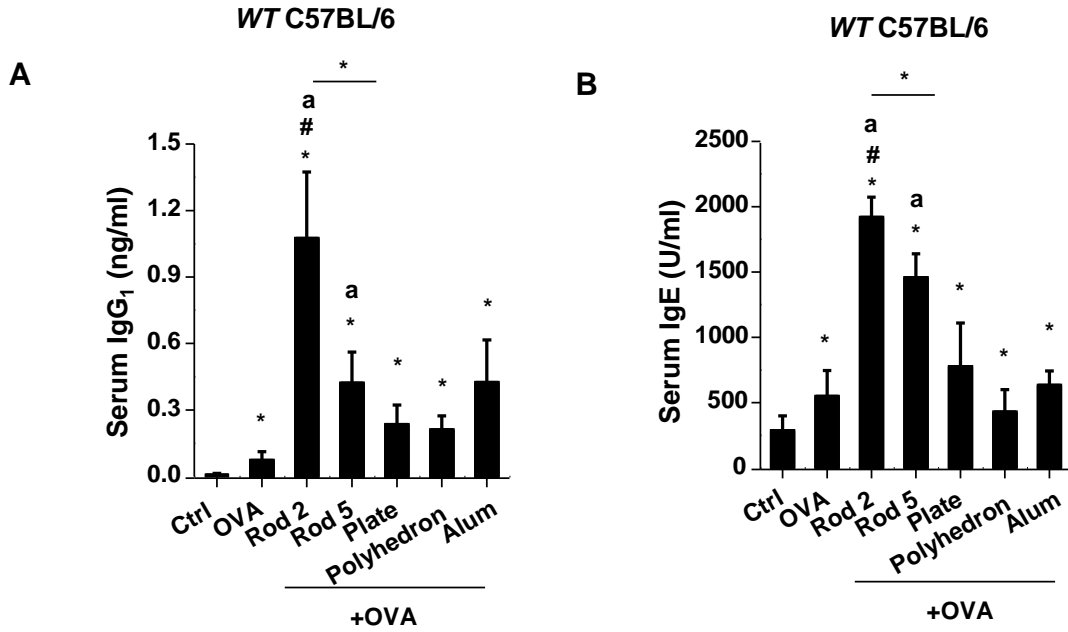 WT C57BL/6
A
*
a
#
*
a
*
*
*
*
*
Serum IgG₁ (ng/ml)
1.5
1.2
0.9
0.6
0.3
0.0
Ctrl
OVA
Rod 2
Rod 5
Plate
Polyhedron
Alum
+OVA
WT C57BL/6
B
*
a
#
*
a
*
*
*
*
*
Serum IgE (U/ml)
2500
2000
1500
1000
500
0
Ctrl
OVA
Rod 2
Rod 5
Plate
Polyhedron
Alum
+OVA